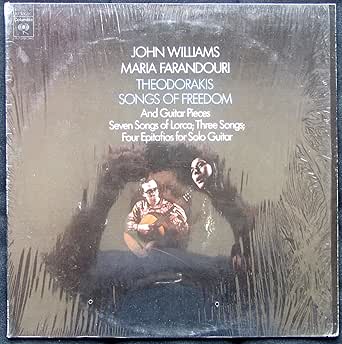 JOHN WILLIAMS
MARIA FARANDOURI
THEODORAKIS
SONGS OF FREEDOM
And Guitar Pieces
Seven Songs of Lorca; Three Songs;
Four Epitafios for Solo Guitar